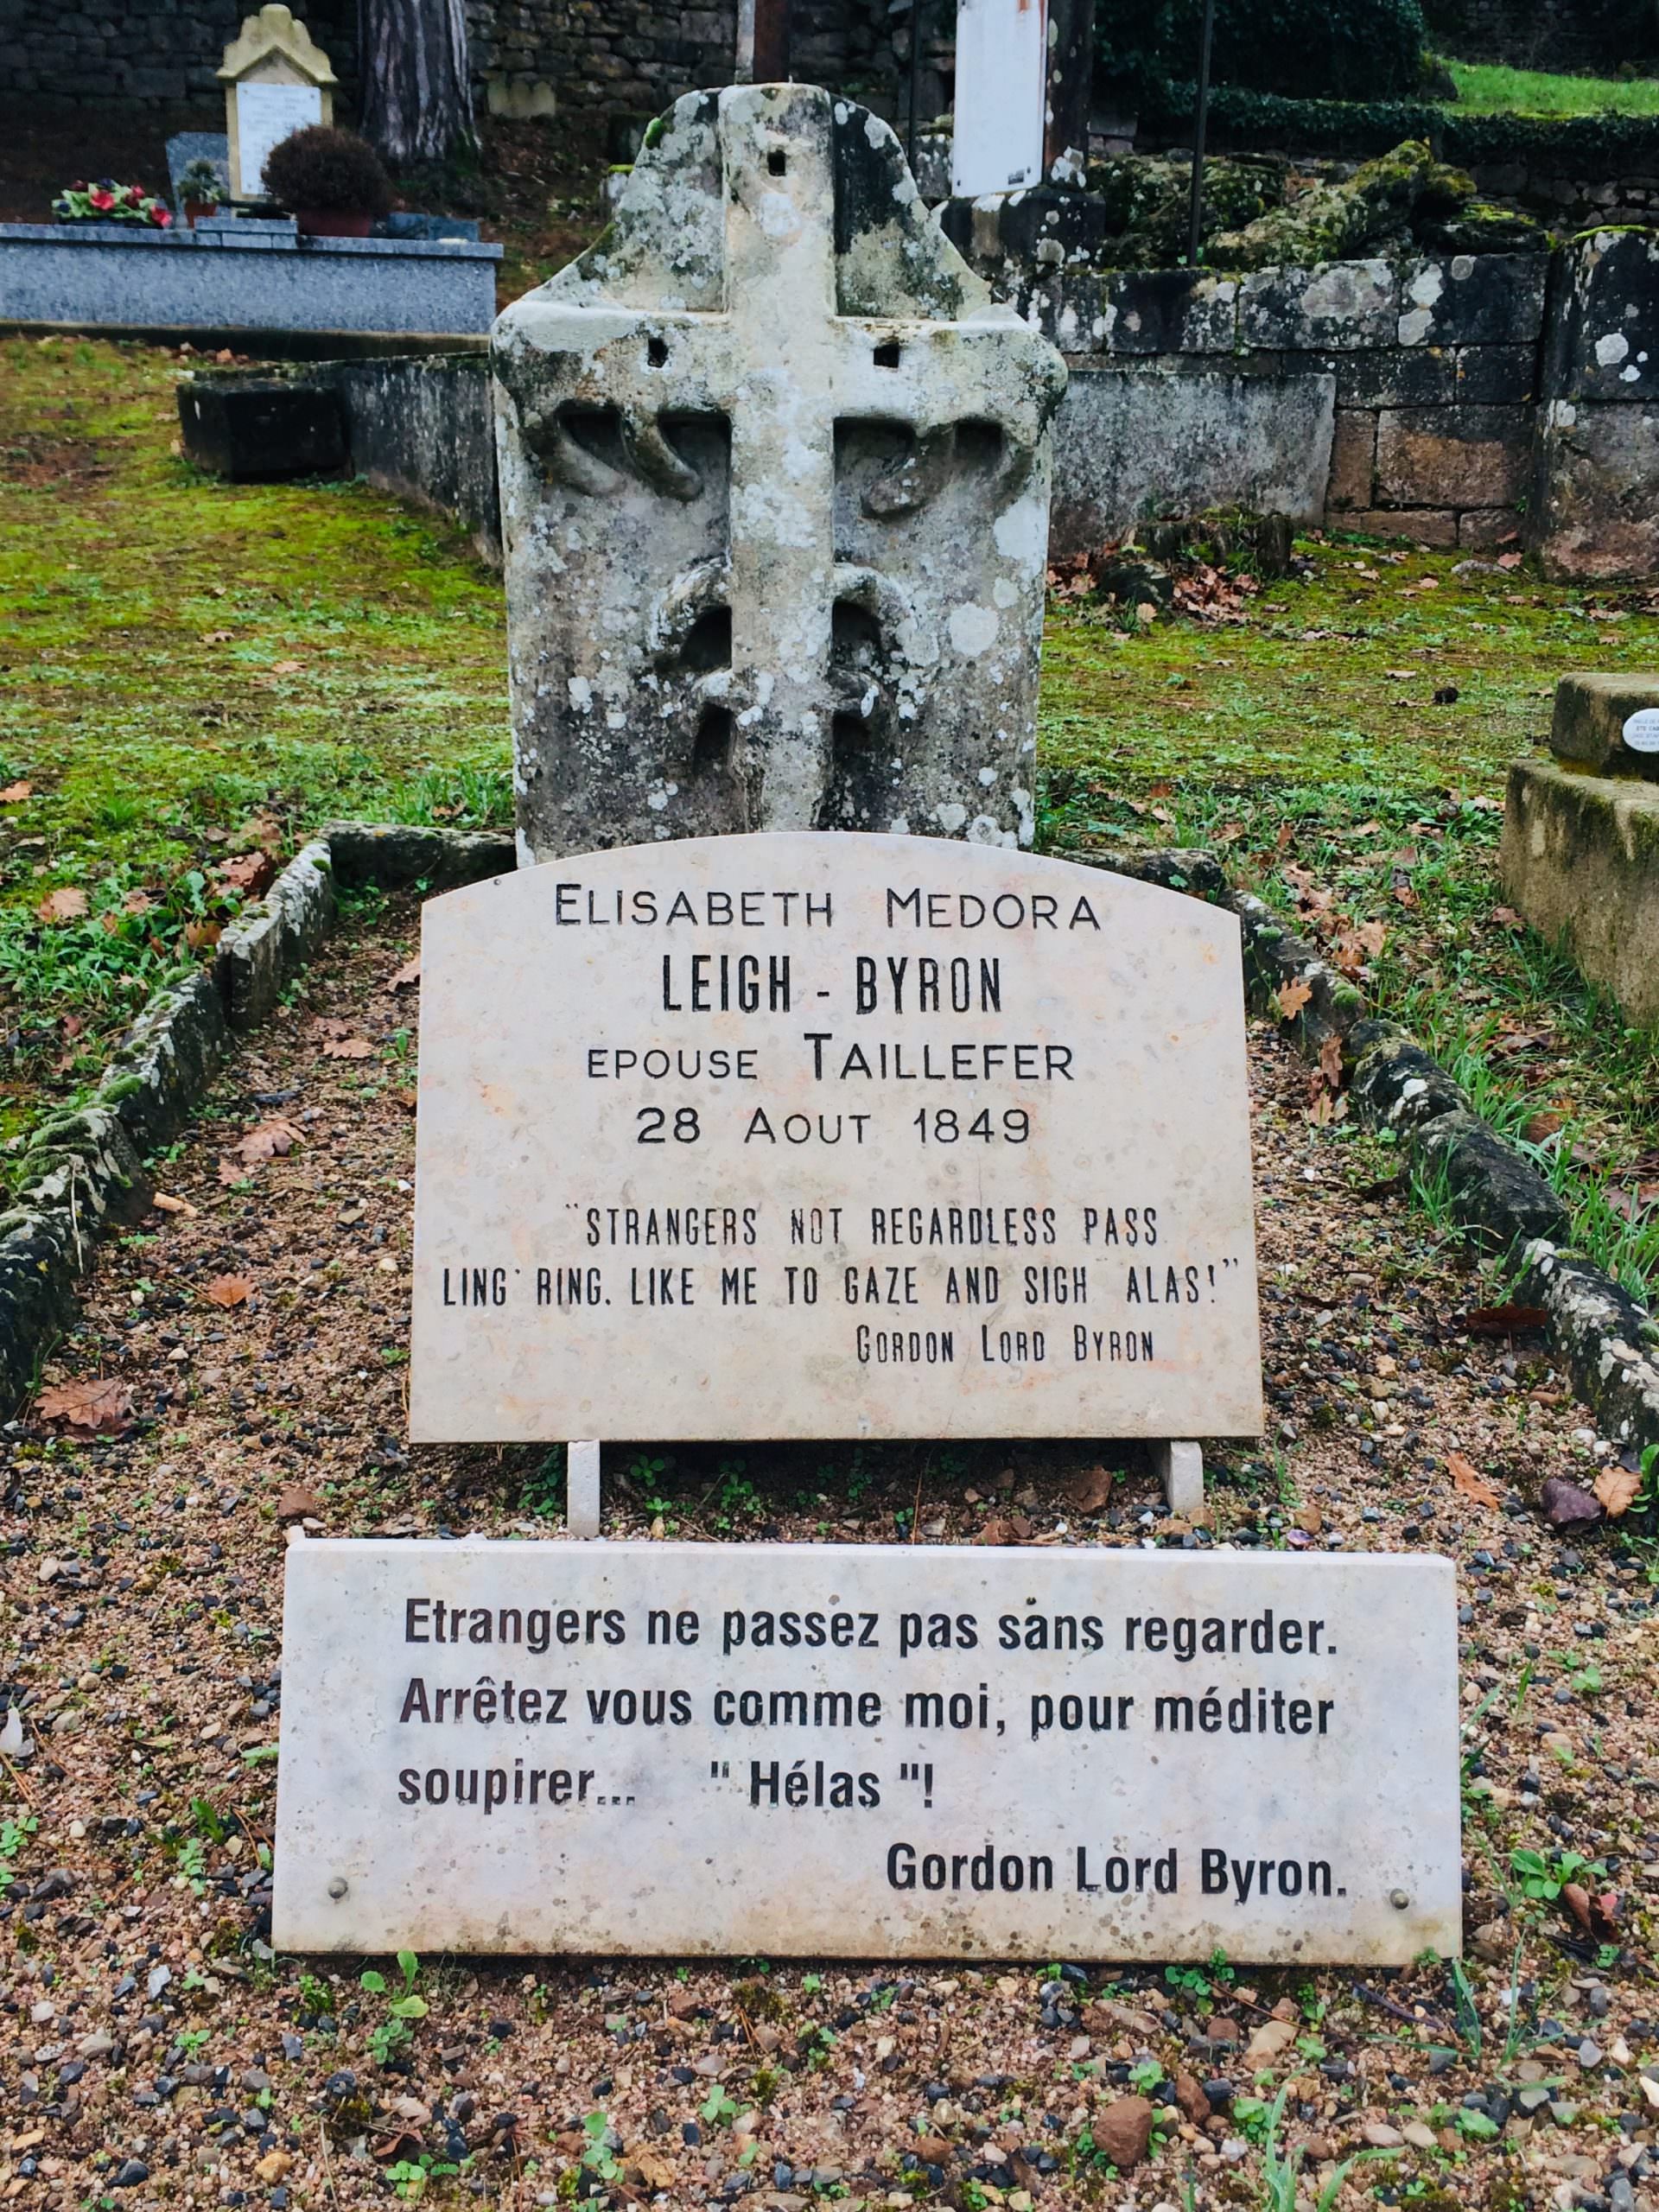 ELISABETH MEDORA
LEIGH - BYRON
EPOUSE TAILLEFER
28 AOUT 1849
"STRANGERS NOT REGARDLESS PASS
LING'RING. LIKE ME TO GAZE AND SIGH ALAS!"
GORDON LORD BYRON
Etrangers ne passez pas sans regarder.
Arrêtez vous comme moi, pour méditer
soupirer... " Hélas "!
Gordon Lord Byron.